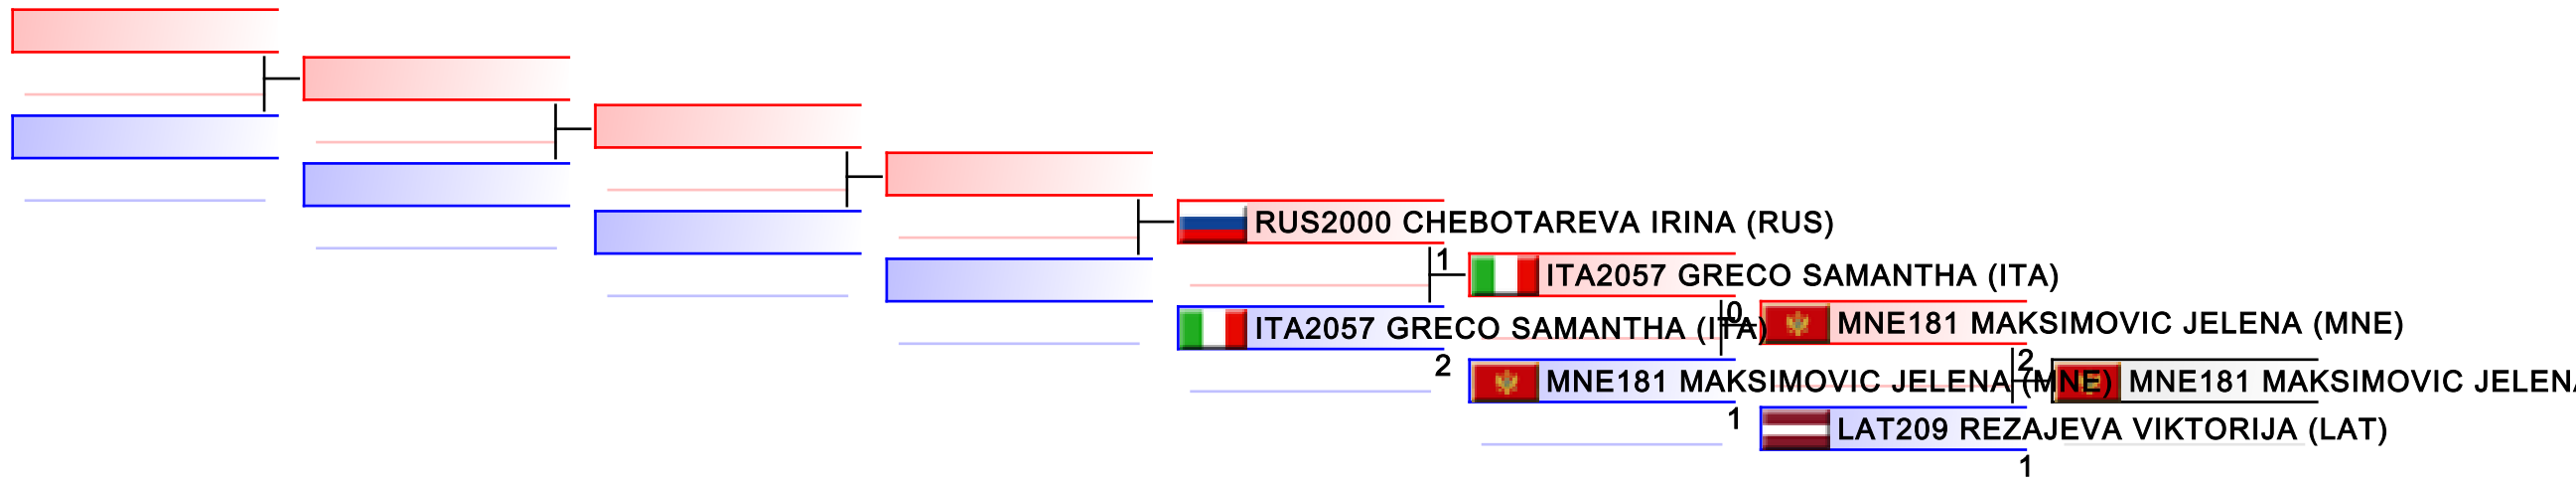 RUS2000 CHEBOTAREVA IRINA (RUS)
1
ITA2057 GRECO SAMANTHA (ITA)
ITA2057 GRECO SAMANTHA (ITA)
2
0
MNE181 MAKSIMOVIC JELENA (MNE)
MNE181 MAKSIMOVIC JELENA (MNE)
1
2
MNE181 MAKSIMOVIC JELENA
LAT209 REZAJEVA VIKTORIJA (LAT)
1